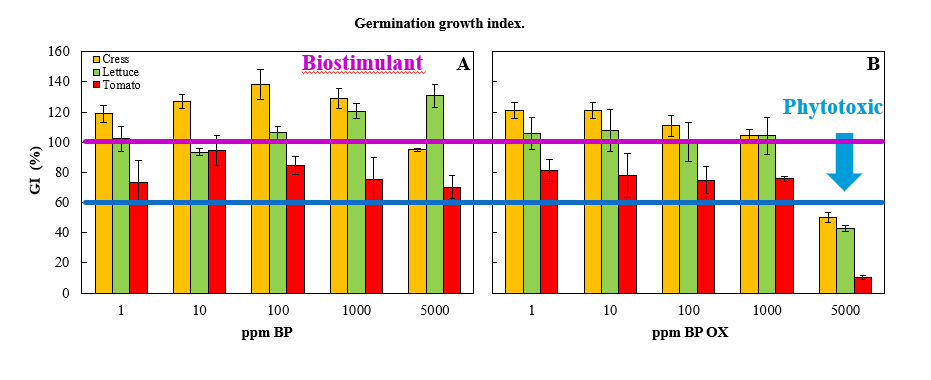 Germination growth index.
160
140
120
100
80
60
40
20
0
GI (%)
Cress
Lettuce
Tomato
Biostimulant
A
1
10
100
1000
5000
ppm BP
B
Phytotoxic
1
10
100
1000
5000
ppm BP OX